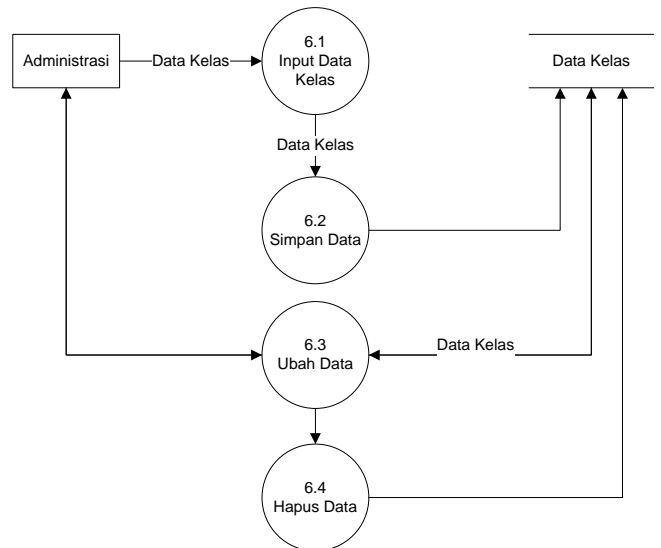 Administrasi
Data Kelas
6.1
Input Data
Kelas
Data Kelas
Data Kelas
6.2
Simpan Data
6.3
Ubah Data
Data Kelas
6.4
Hapus Data